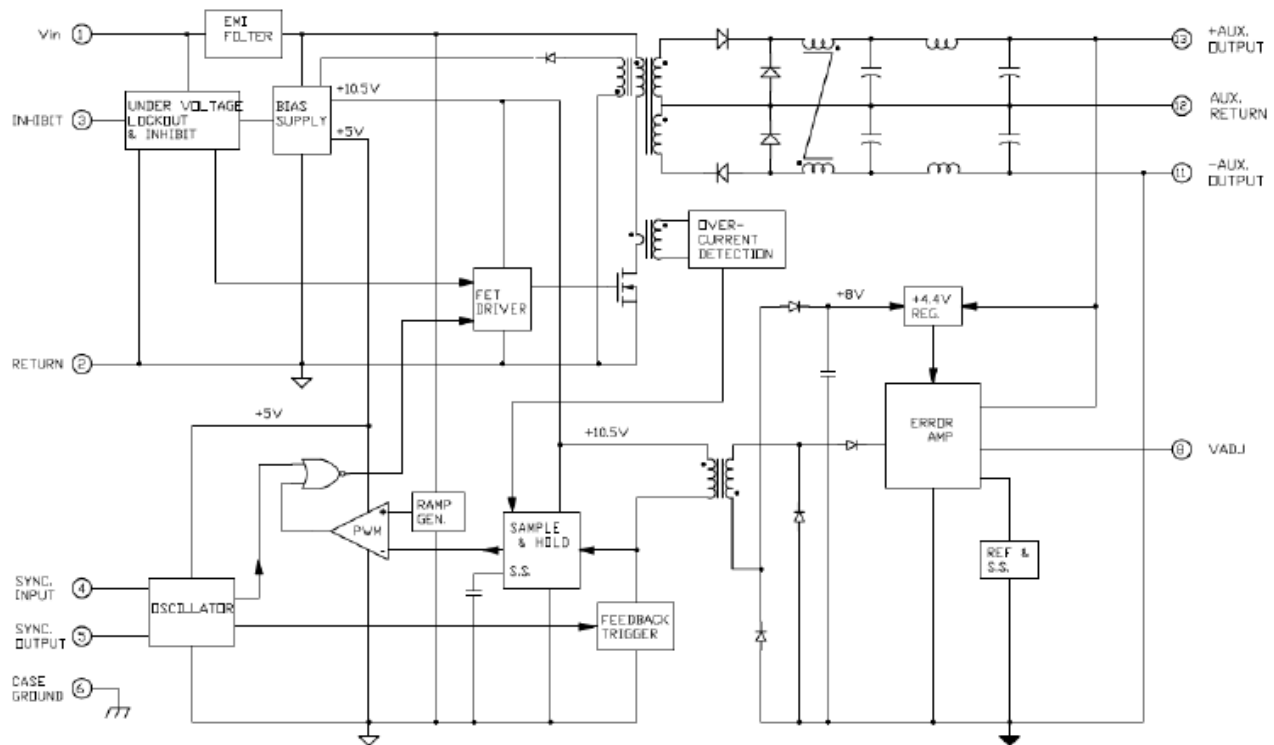 EMI
FILTER
Vin 1
13 +AUX.
OUTPUT
+10.5V
UNDER VOLTAGE
LOCKOUT
& INHIBIT
BIAS
SUPPLY
INHIBIT 3
12 AUX.
RETURN
+5V
11 -AUX.
OUTPUT
OVER-
CURRENT
DETECTION
FET
DRIVER
+8V
+4.4V
REG.
RETURN 2
+5V
+10.5V
ERROR
AMP
8 VADJ
RAMP
GEN.
+
PWM
-
SAMPLE
& HOLD
S.S.
REF &
S.S.
SYNC.
INPUT 4
OSCILLATOR
SYNC.
OUTPUT 5
FEEDBACK
TRIGGER
CASE
GROUND 6